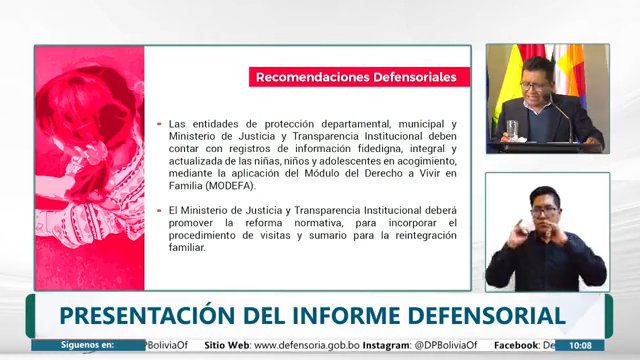 Recomendaciones Defensoriales
- Las entidades de protección departamental, municipal y
Ministerio de Justicia y Transparencia Institucional deben
contar con registros de información fidedigna, integral y
actualizada de las niñas, niños y adolescentes en acogimiento,
mediante la aplicación del Módulo del Derecho a Vivir en
Familia (MODEFA).
- El Ministerio de Justicia y Transparencia Institucional deberá
promover la reforma normativa, para incorporar el
procedimiento de visitas y sumario para la reintegración
familiar.
PRESENTACIÓN DEL INFORME DEFENSORIAL
Síguenos en: DPBoliviaOf Sitio Web: www.defensoria.gob.bo Instagram: @DPBoliviaOf Facebook: De 10:08